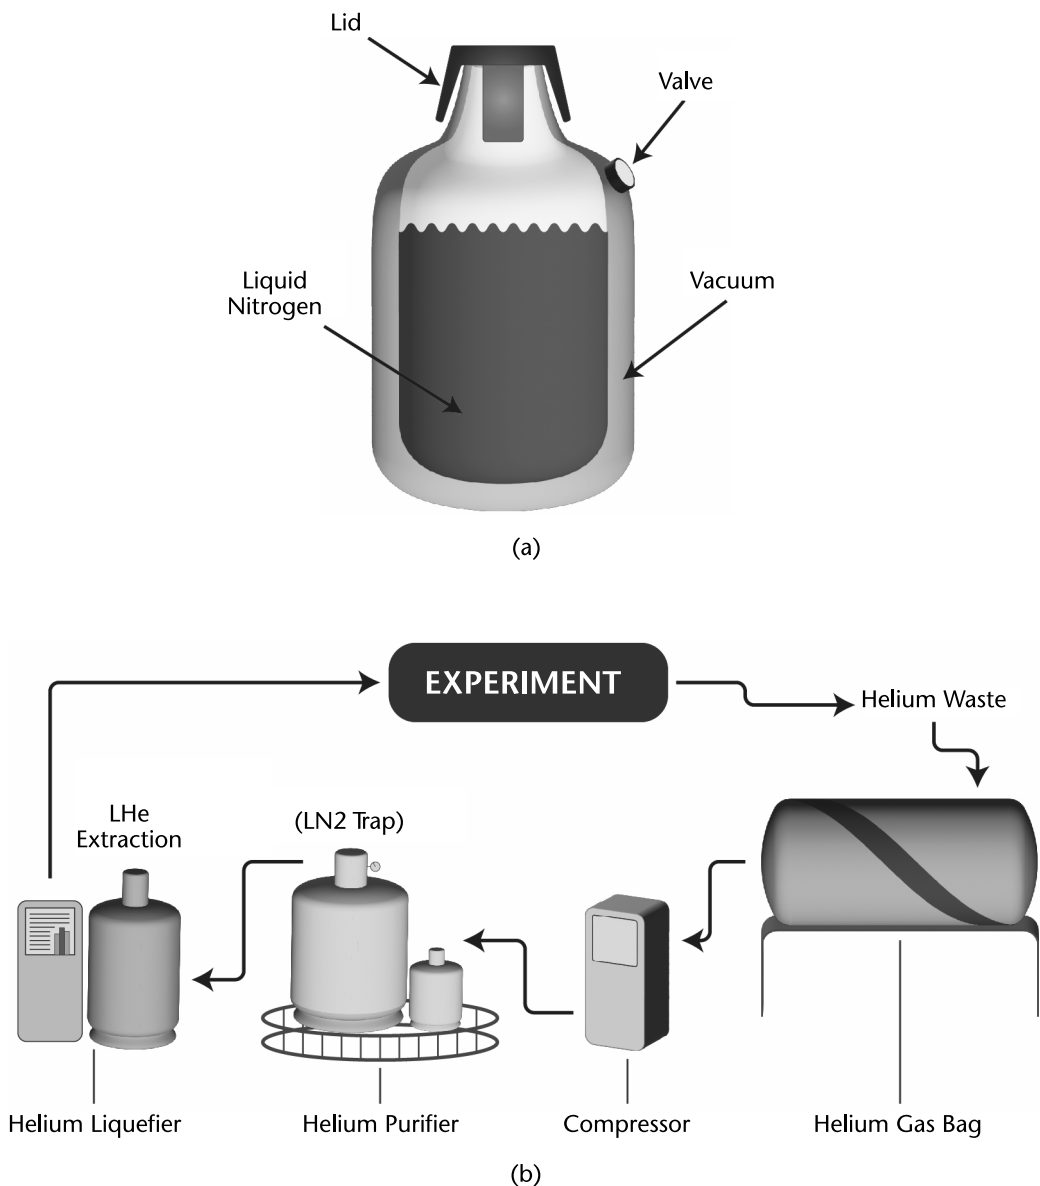 Lid
Valve
Liquid
Nitrogen
Vacuum
(a)
EXPERIMENT
Helium Waste
LHe
Extraction
(LN2 Trap)
Helium Liquefier
Helium Purifier
Compressor
Helium Gas Bag
(b)